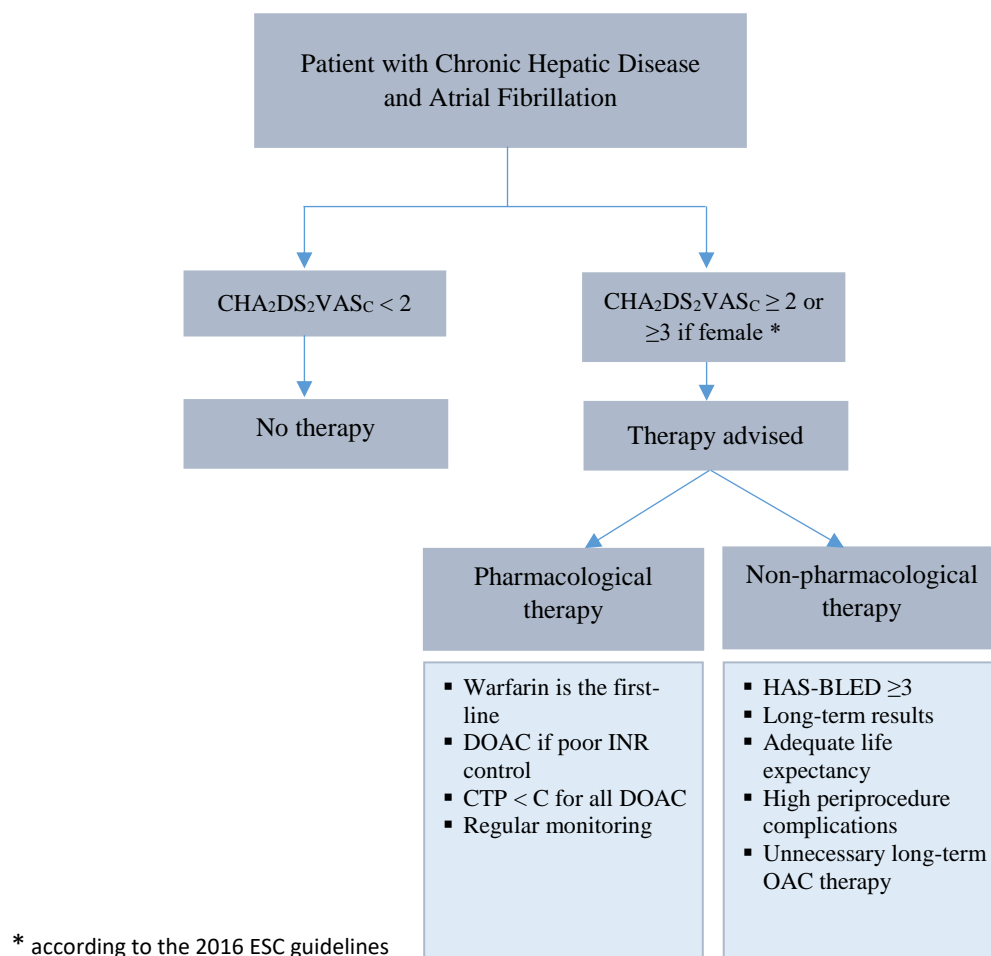 Patient with Chronic Hepatic Disease
and Atrial Fibrillation
CHA₂DS₂VASC < 2
CHA₂DS₂VASC ≥ 2 or
≥3 if female *
No therapy
Therapy advised
Pharmacological
therapy
Non-pharmacological
therapy
▪ Warfarin is the first-
line
▪ DOAC if poor INR
control
▪ CTP < C for all DOAC
▪ Regular monitoring
▪ HAS-BLED ≥3
▪ Long-term results
▪ Adequate life
expectancy
▪ High periprocedure
complications
▪ Unnecessary long-term
OAC therapy
* according to the 2016 ESC guidelines